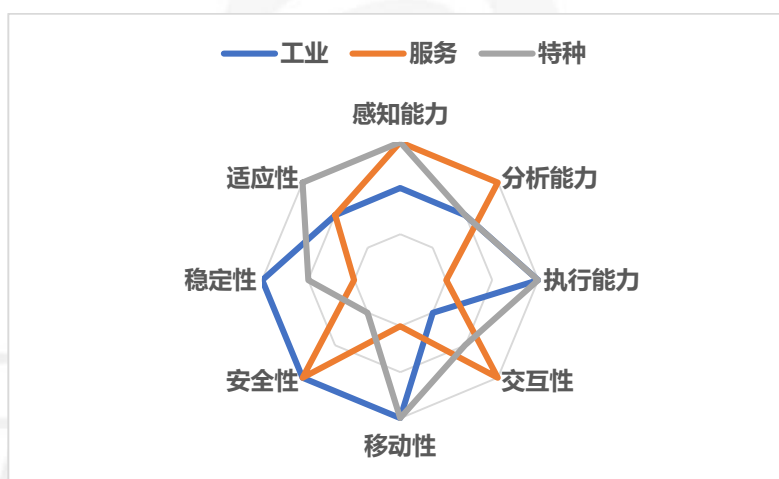 工业 服务 特种
感知能力
适应性 分析能力
稳定性 执行能力
安全性 交互性
移动性